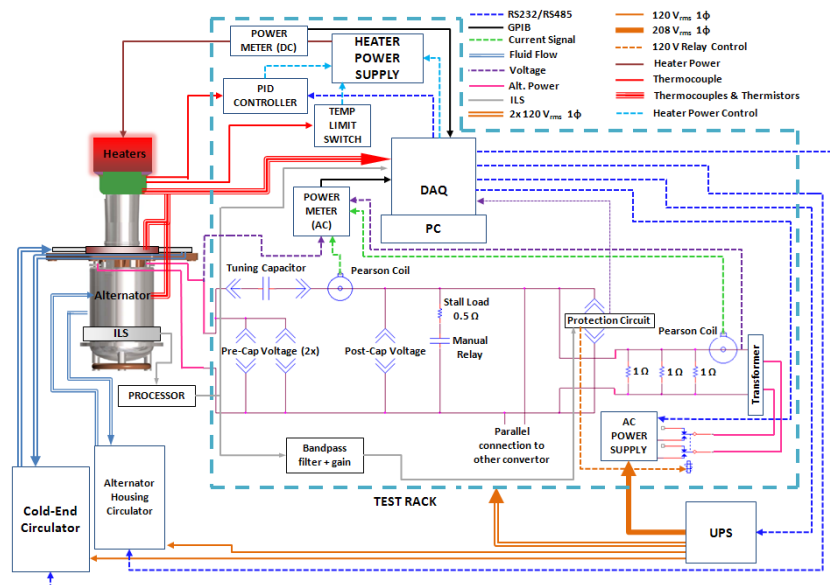 POWER
METER (DC)
HEATER
POWER
SUPPLY
PID
CONTROLLER
TEMP
LIMIT
SWITCH
Heaters
DAQ
PC
POWER
METER
(AC)
RS232/RS485
GPIB
Current Signal
Fluid Flow
Voltage
Alt. Power
ILS
2x 120 Vrms 1ϕ
120 Vrms 1ϕ
208 Vrms 1ϕ
120 V Relay Control
Heater Power
Thermocouple
Thermocouples & Thermistors
Heater Power Control
Tuning Capacitor
Pearson Coil
Alternator
ILS
Stall Load
0.5 Ω
Manual
Relay
Protection Circuit
Pearson Coil
Pre-Cap Voltage (2x)
Post-Cap Voltage
1 Ω
1 Ω
1 Ω
Transformer
PROCESSOR
Parallel
connection to
other convertor
AC
POWER
SUPPLY
Bandpass
filter + gain
TEST RACK
Cold-End
Circulator
Alternator
Housing
Circulator
UPS